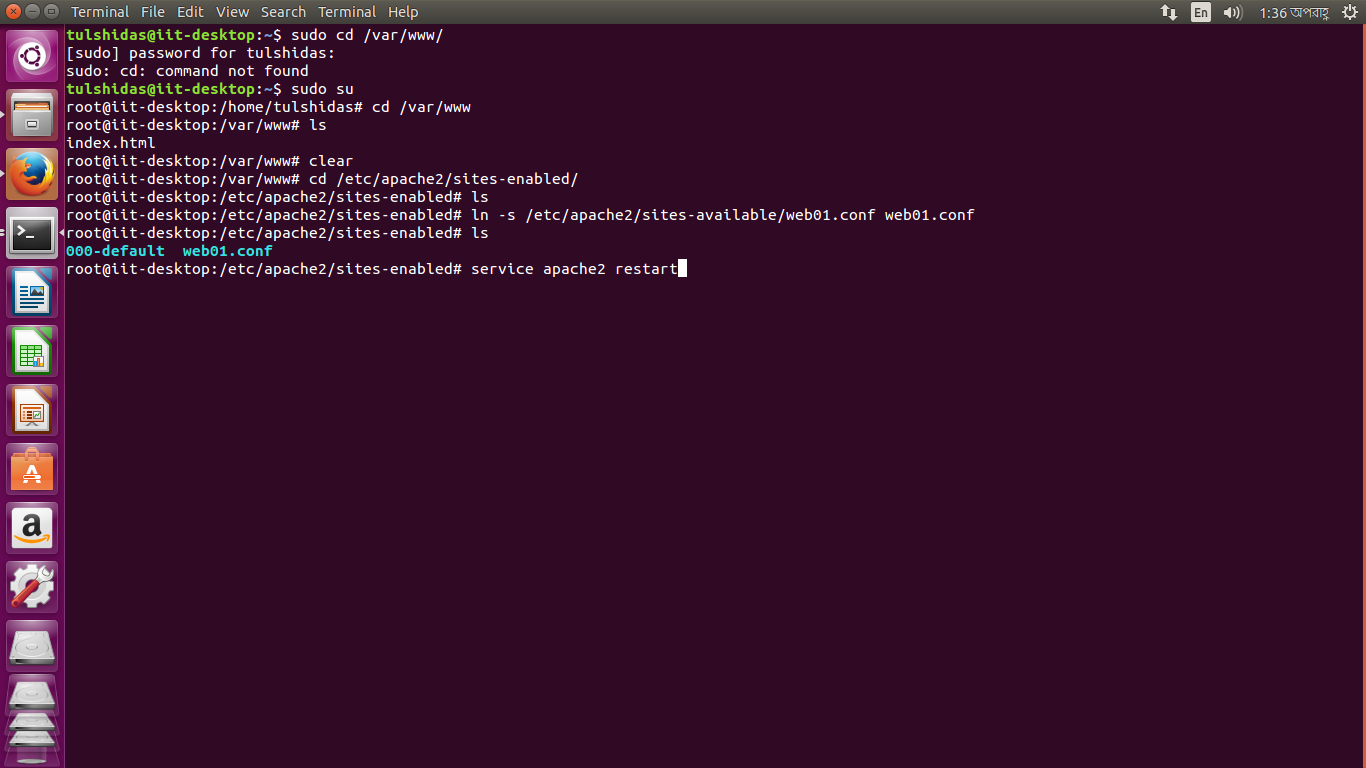 Terminal File Edit View Search Terminal Help En 1:36 অপরাহ্ণ
tulshidas@iit-desktop:~$ sudo cd /var/www/
[sudo] password for tulshidas:
sudo: cd: command not found
tulshidas@iit-desktop:~$ sudo su
root@iit-desktop:/home/tulshidas# cd /var/www
root@iit-desktop:/var/www# ls
index.html
root@iit-desktop:/var/www# clear
root@iit-desktop:/var/www# cd /etc/apache2/sites-enabled/
root@iit-desktop:/etc/apache2/sites-enabled# ls
root@iit-desktop:/etc/apache2/sites-enabled# ln -s /etc/apache2/sites-available/web01.conf web01.conf
root@iit-desktop:/etc/apache2/sites-enabled# ls
000-default  web01.conf
root@iit-desktop:/etc/apache2/sites-enabled# service apache2 restart